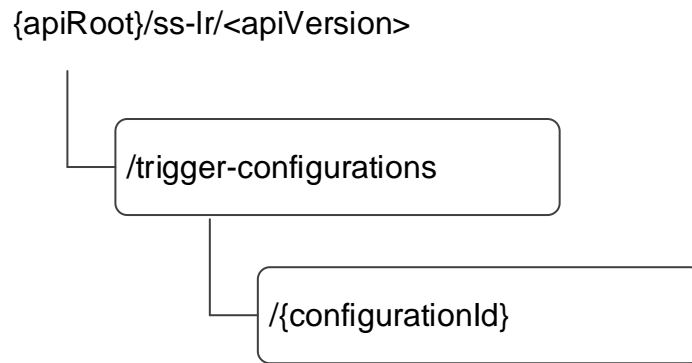 {apiRoot}/ss-lr/<apiVersion>
/trigger-configurations
/{configurationId}